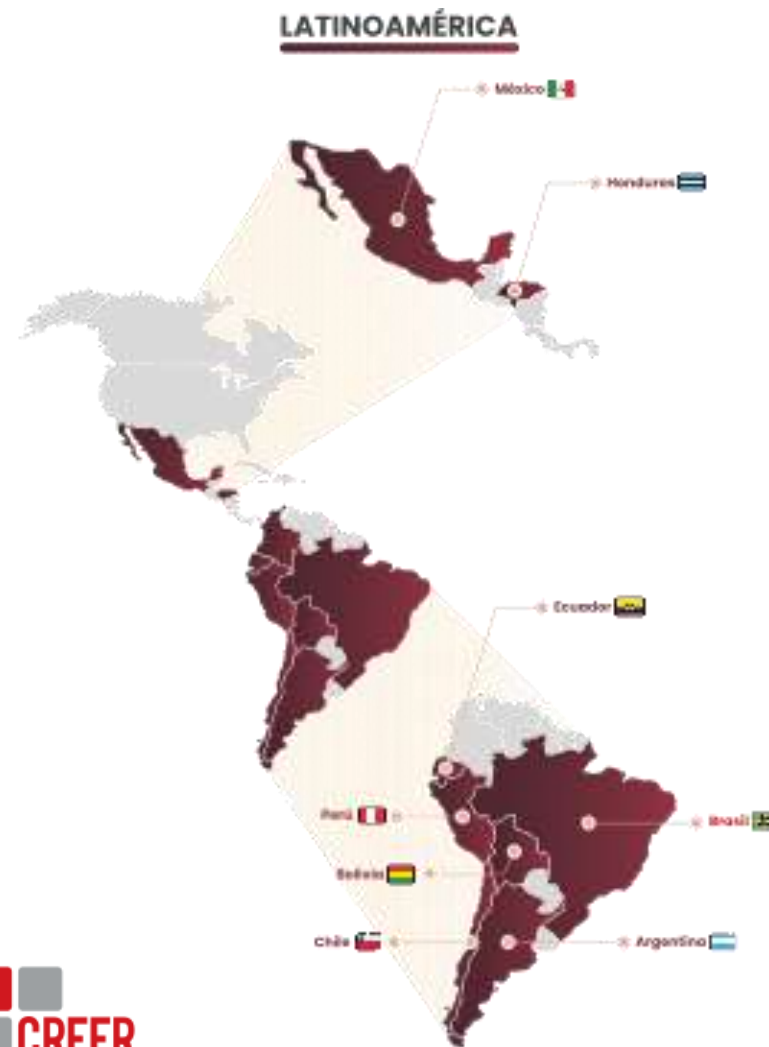 LATINOAMÉRICA
México
Honduras
Ecuador
Perú
Brasil
Bolivia
Chile
Argentina
CREER